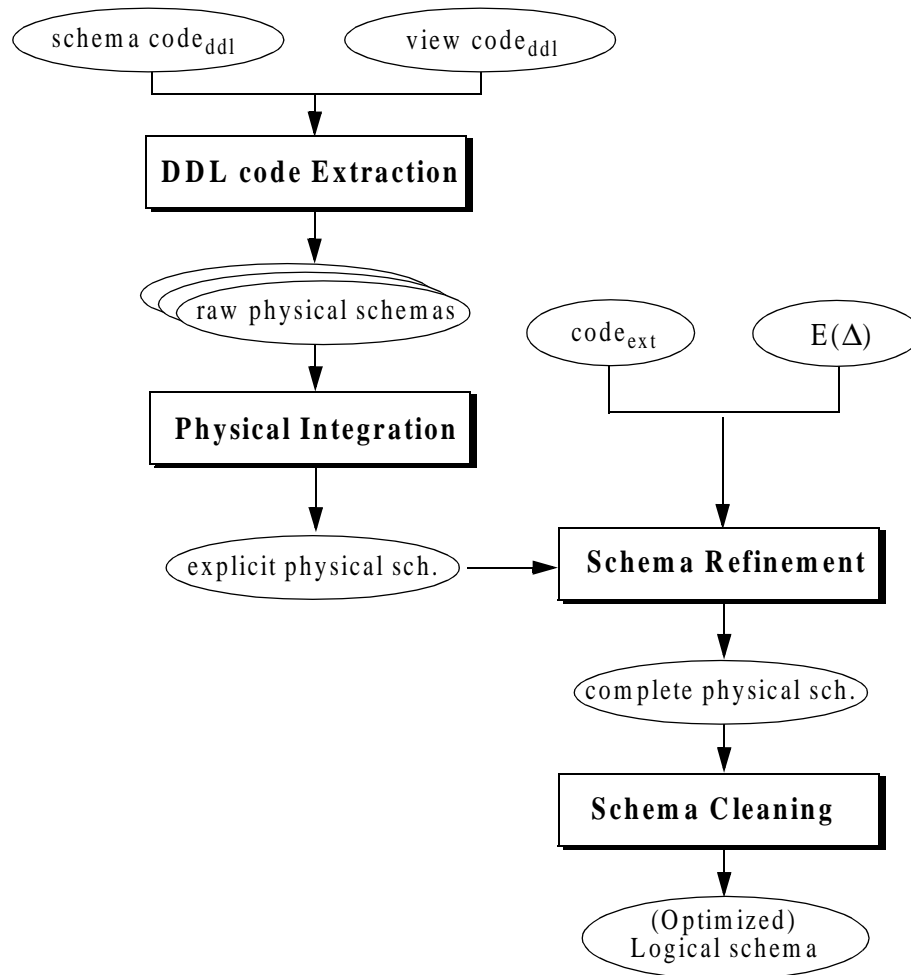 schema code_ddl
view code_ddl
DDL code Extraction
raw physical schemas
code_ext
E(Δ)
Physical Integration
explicit physical sch.
Schema Refinement
complete physical sch.
Schema Cleaning
(Optimized)
Logical schema